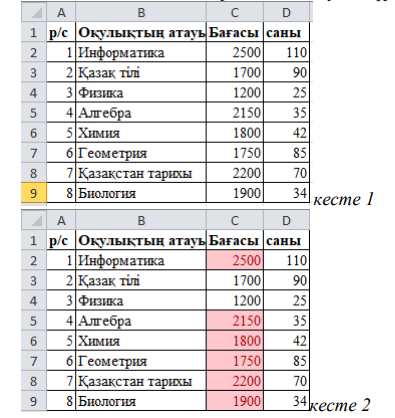 A B C D
1 р/с Оқулықтың атауы Бағасы саны
2 1 Информатика 2500 110
3 2 Қазақ тілі 1700 90
4 3 Физика 1200 25
5 4 Алгебра 2150 35
6 5 Химия 1800 42
7 6 Геометрия 1750 85
8 7 Қазақстан тарихы 2200 70
9 8 Биология 1900 34 кесте 1
A B C D
1 р/с Оқулықтың атауы Бағасы саны
2 1 Информатика 2500 110
3 2 Қазақ тілі 1700 90
4 3 Физика 1200 25
5 4 Алгебра 2150 35
6 5 Химия 1800 42
7 6 Геометрия 1750 85
8 7 Қазақстан тарихы 2200 70
9 8 Биология 1900 34 кесте 2